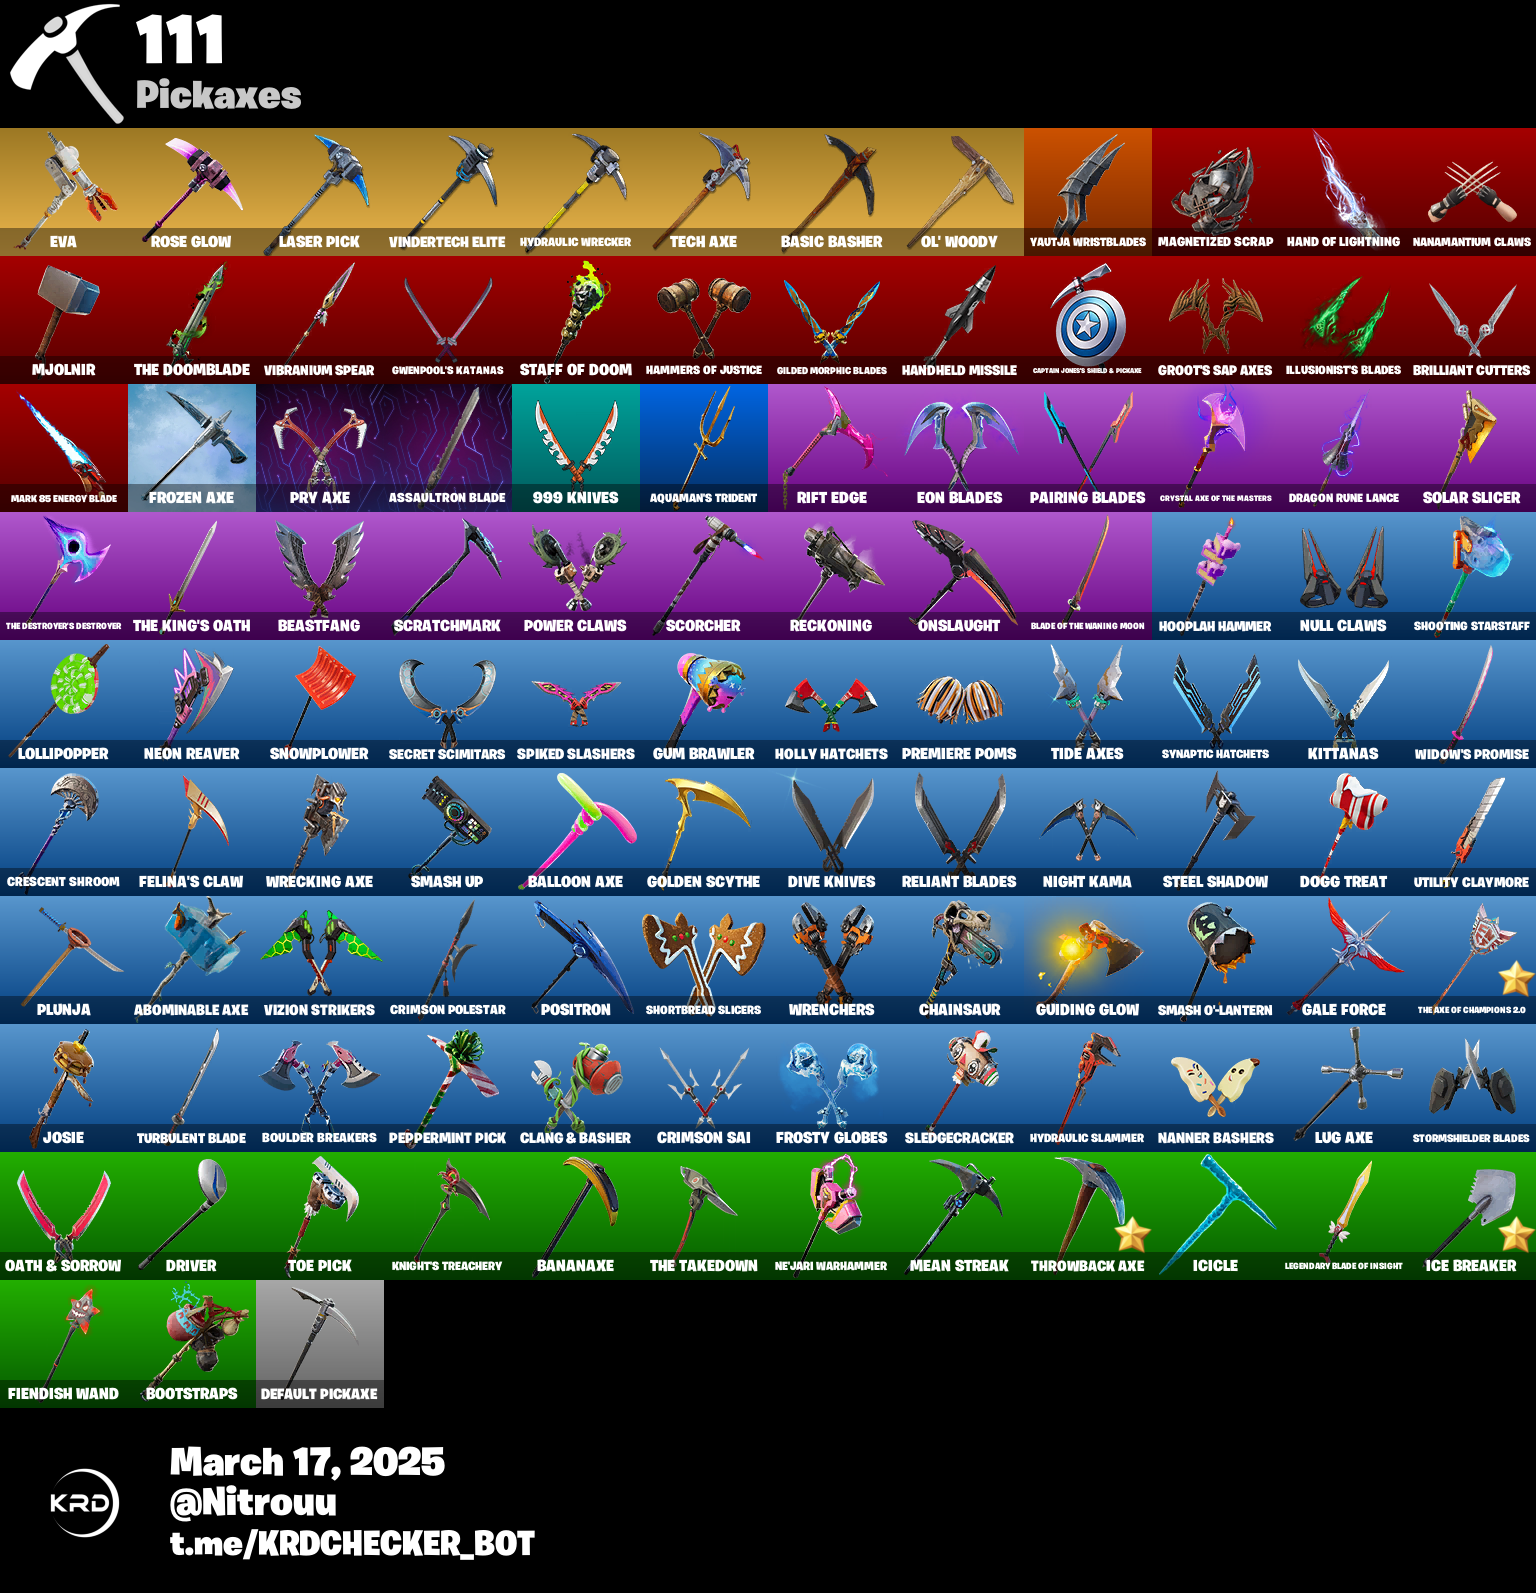 111
Pickaxes
EVA
ROSE GLOW
LASER PICK
VINDERTECH ELITE
HYDRAULIC WRECKER
TECH AXE
BASIC BASHER
OL' WOODY
YAUTJA WRISTBLADES
MAGNETIZED SCRAP
HAND OF LIGHTNING
NANAMANTIUM CLAWS
MJOLNIR
THE DOOMBLADE
VIBRANIUM SPEAR
GWENPOOL'S KATANAS
STAFF OF DOOM
HAMMERS OF JUSTICE
GILDED MORPHIC BLADES
HANDHELD MISSILE
CAPTAIN JONES'S SHIELD & PICKAXE
GROOT'S SAP AXES
ILLUSIONIST'S BLADES
BRILLIANT CUTTERS
MARK 85 ENERGY BLADE
FROZEN AXE
PRY AXE
ASSAULTRON BLADE
999 KNIVES
AQUAMAN'S TRIDENT
RIFT EDGE
EON BLADES
PAIRING BLADES
CRYSTAL AXE OF THE MASTERS
DRAGON RUNE LANCE
SOLAR SLICER
THE DESTROYER'S DESTROYER
THE KING'S OATH
BEASTFANG
SCRATCHMARK
POWER CLAWS
SCORCHER
RECKONING
ONSLAUGHT
BLADE OF THE WANING MOON
HOOPLAH HAMMER
NULL CLAWS
SHOOTING STARSTAFF
LOLLIPOPPER
NEON REAVER
SNOWPLOWER
SECRET SCIMITARS
SPIKED SLASHERS
GUM BRAWLER
HOLLY HATCHETS
PREMIERE POMS
TIDE AXES
SYNAPTIC HATCHETS
KITTANAS
WIDOW'S PROMISE
CRESCENT SHROOM
FELINA'S CLAW
WRECKING AXE
SMASH UP
BALLOON AXE
GOLDEN SCYTHE
DIVE KNIVES
RELIANT BLADES
NIGHT KAMA
STEEL SHADOW
DOGG TREAT
UTILITY CLAYMORE
PLUNJA
ABOMINABLE AXE
VIZION STRIKERS
CRIMSON POLESTAR
POSITRON
SHORTBREAD SLICERS
WRENCHERS
CHAINSAUR
GUIDING GLOW
SMASH O'-LANTERN
GALE FORCE
THE AXE OF CHAMPIONS 2.0
JOSIE
TURBULENT BLADE
BOULDER BREAKERS
PEPPERMINT PICK
CLANG & BASHER
CRIMSON SAI
FROSTY GLOBES
SLEDGECRACKER
HYDRAULIC SLAMMER
NANNER BASHERS
LUG AXE
STORMSHIELDER BLADES
OATH & SORROW
DRIVER
TOE PICK
KNIGHT'S TREACHERY
BANANAXE
THE TAKEDOWN
NE'JARI WARHAMMER
MEAN STREAK
THROWBACK AXE
ICICLE
LEGENDARY BLADE OF INSIGHT
ICE BREAKER
FIENDISH WAND
BOOTSTRAPS
DEFAULT PICKAXE
KRD
March 17, 2025
@Nitrouu
t.me/KRDCHECKER_BOT